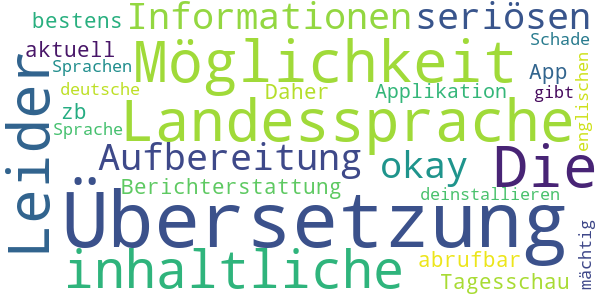 bestens Informationen seriösen
aktuell Möglichkeit Schade
Sprachen App
deutsche Daher Applikation gibt
zb Landessprache englischen
Sprache
Leider Aufbereitung okay Die
Berichterstattung deinstallieren
Übersetzung
inhaltliche abrufbar mächtig
Tagesschau